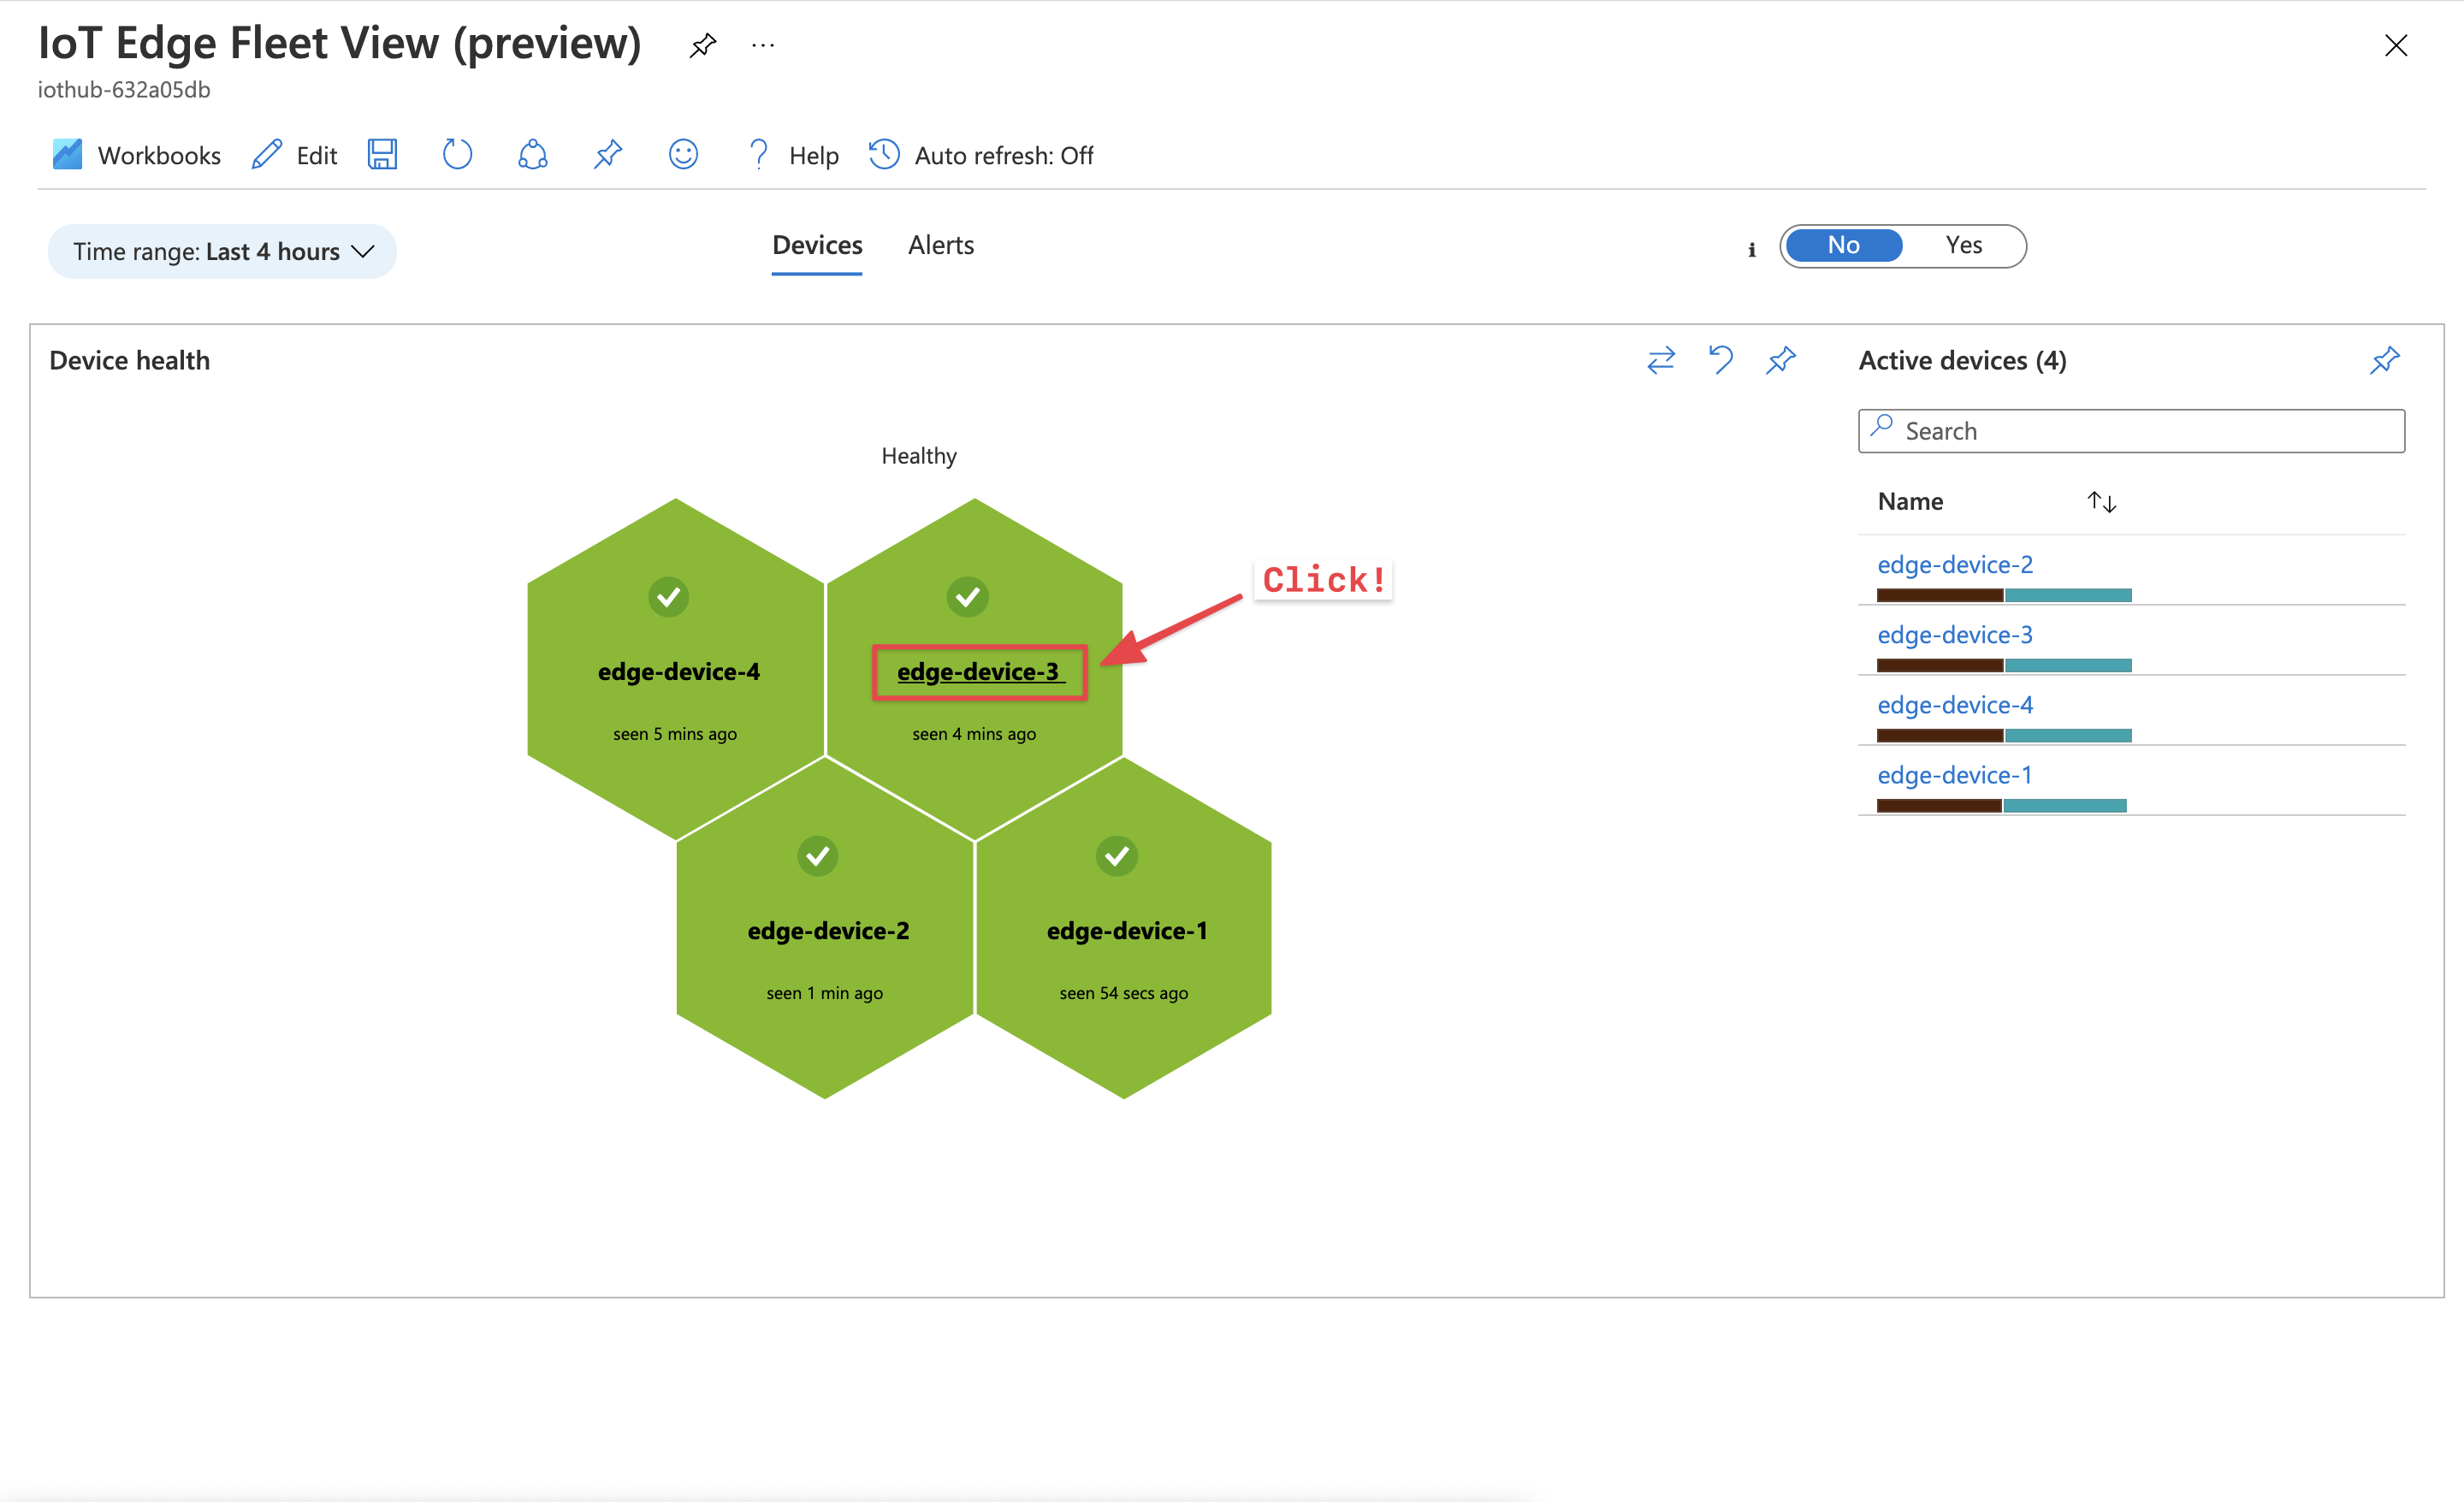 IoT Edge Fleet View (preview)
iothub-632a05db
Workbooks
Edit
Help
Auto refresh: Off
Time range: Last 4 hours
Devices
Alerts
No
Yes
Device health
Active devices (4)
Search
Healthy
Name
Click!
edge-device-4
seen 5 mins ago
edge-device-3
seen 4 mins ago
edge-device-2
seen 1 min ago
edge-device-1
seen 54 secs ago
edge-device-2
edge-device-3
edge-device-4
edge-device-1